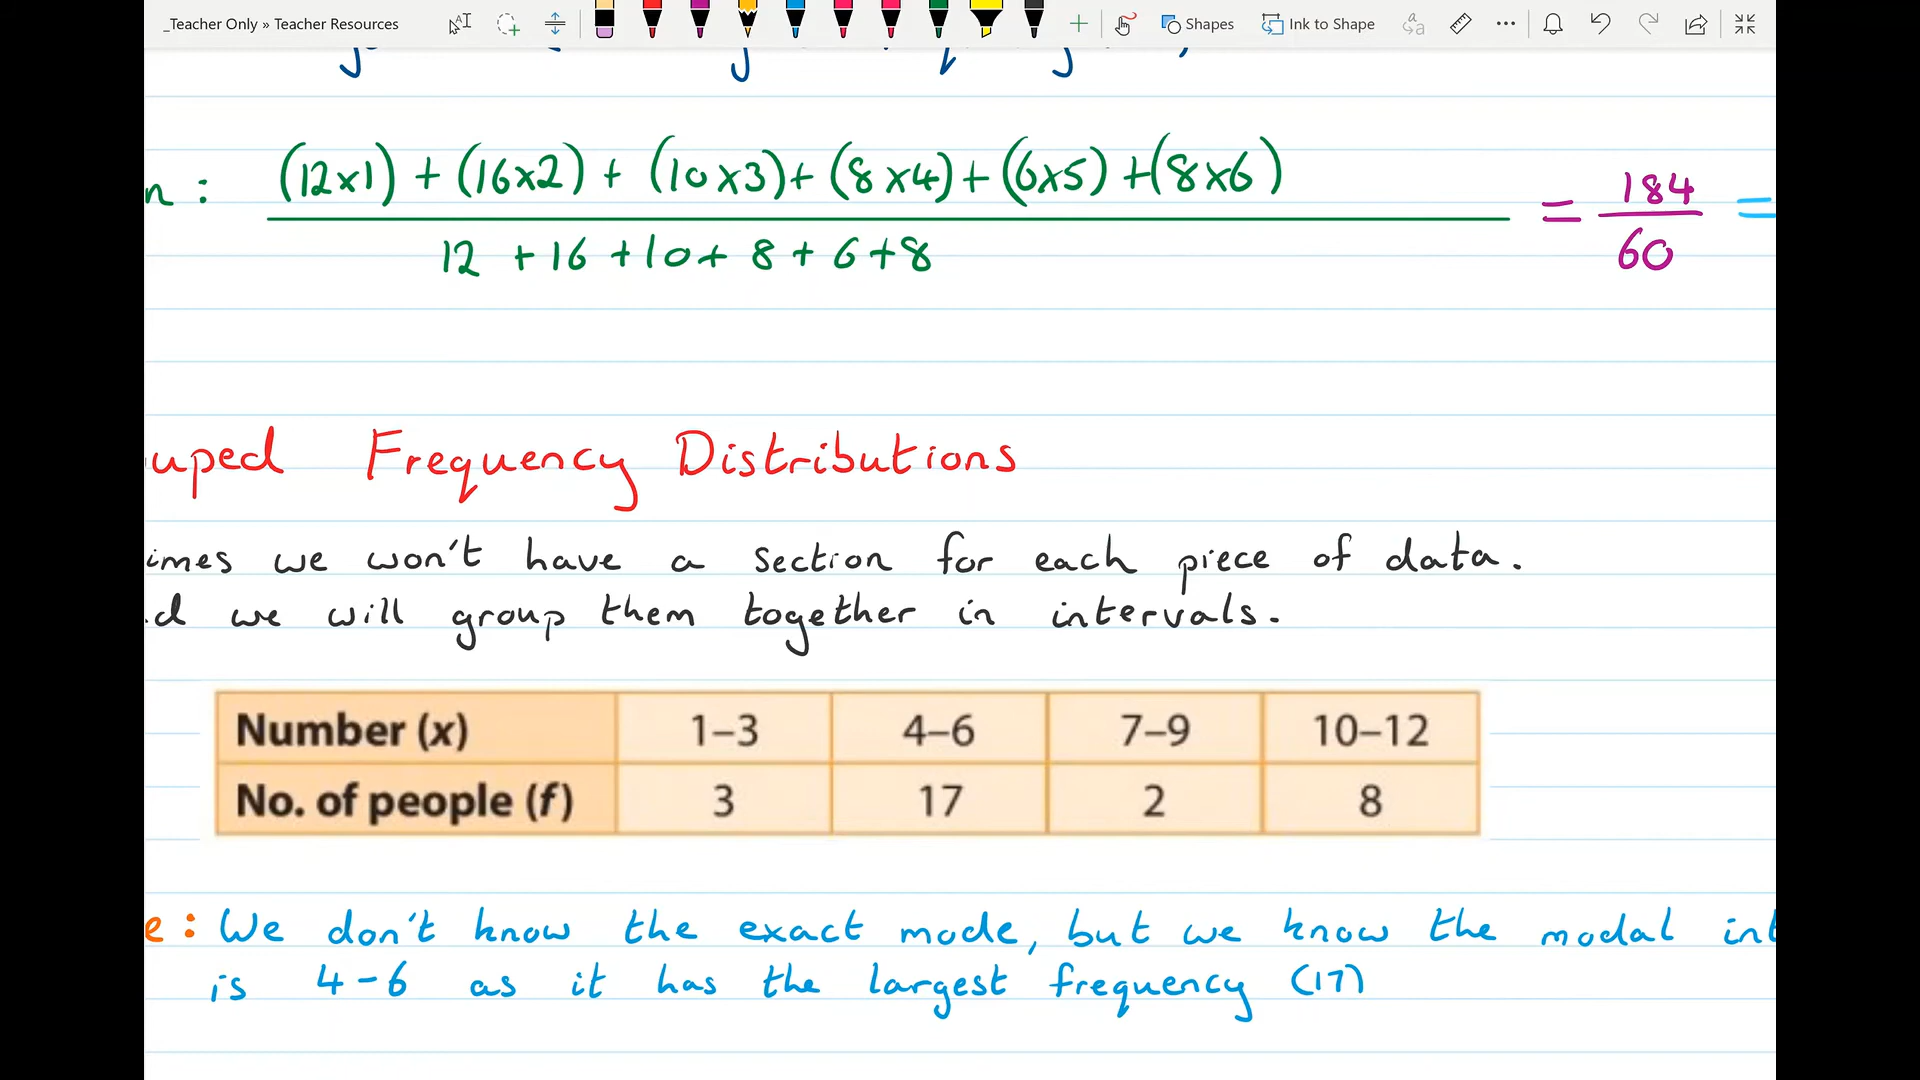 _Teacher Only » Teacher Resources
Shapes
Ink to Shape
n : (12x1) + (16x2) + (10x3)+ (8x4)+(6x5) +(8x6)
12 + 16 +10+ 8 + 6+8
= 184
60 =
uped Frequency Distributions
imes we won't have a section for each piece of data.
d we will group them together in intervals.
Number (x) 1–3 4–6 7–9 10–12
No. of people (f) 3 17 2 8
e : We don't know the exact mode, but we know the modal int
is 4-6 as it has the largest frequency (17)